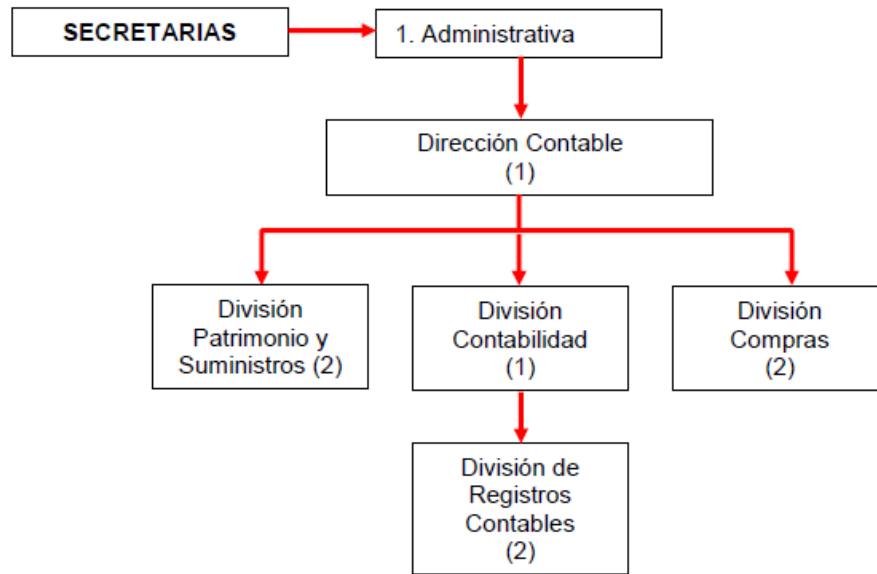 SECRETARIAS
1. Administrativa
Dirección Contable
(1)
División
Patrimonio y
Suministros (2)
División
Contabilidad
(1)
División
Compras
(2)
División de
Registros
Contables
(2)